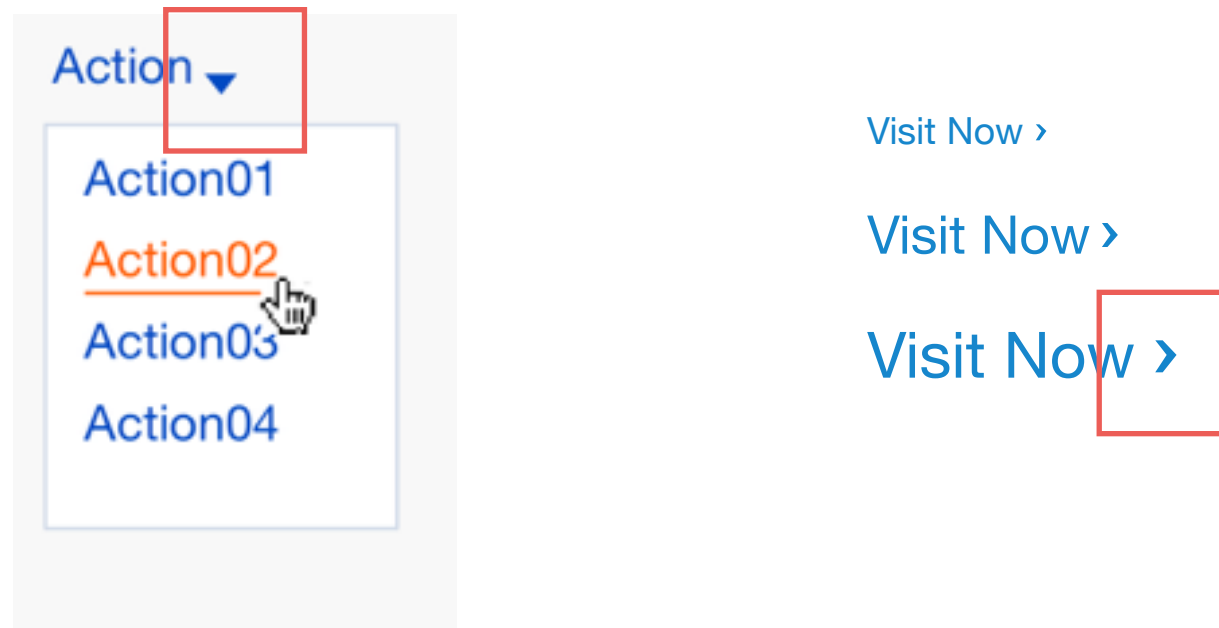 Action
Action01
Action02
Action03
Action04
Visit Now ›
Visit Now ›
Visit Now ›